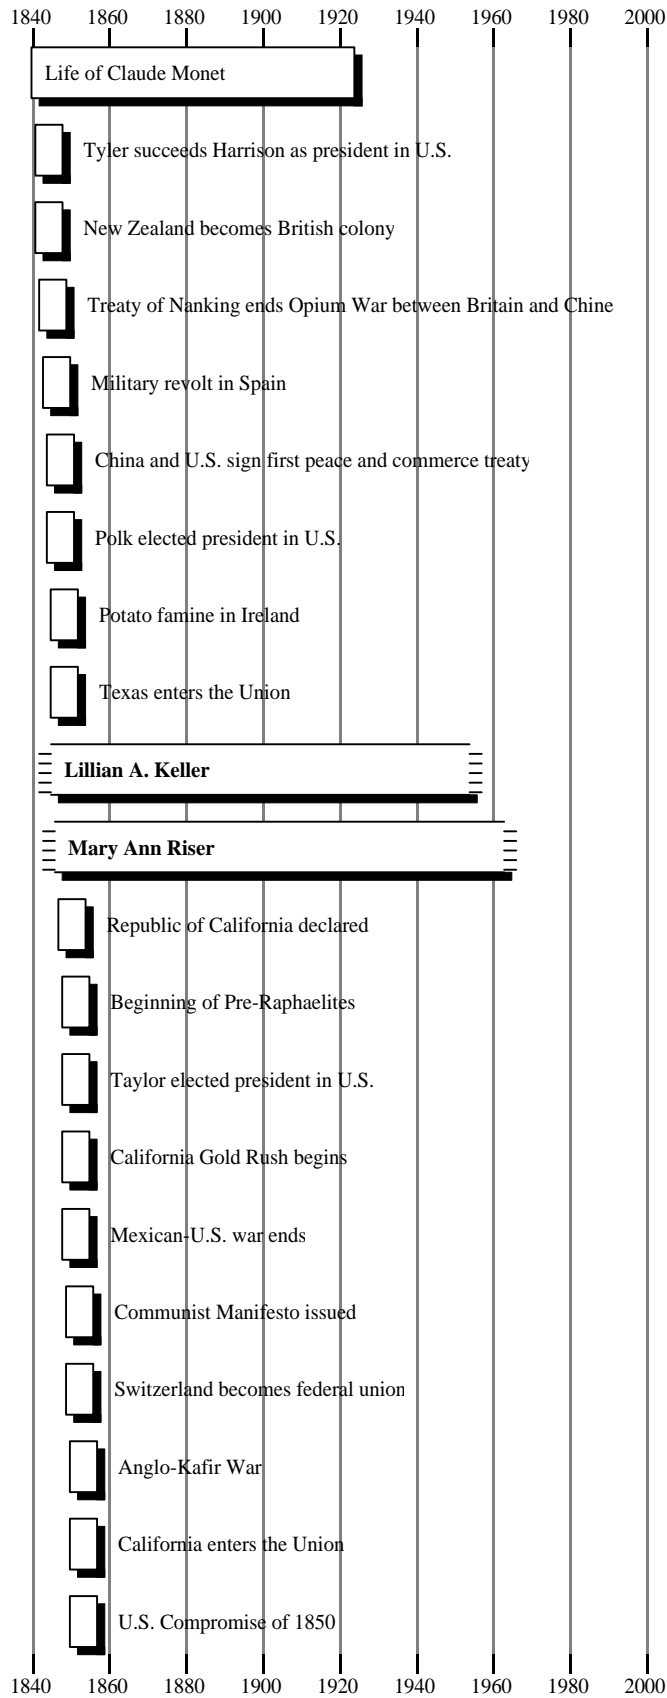 1840 1860 1880 1900 1920 1940 1960 1980 2000
Life of Claude Monet
Tyler succeeds Harrison as president in U.S.
New Zealand becomes British colony
Treaty of Nanking ends Opium War between Britain and Chine
Military revolt in Spain
China and U.S. sign first peace and commerce treaty
Polk elected president in U.S.
Potato famine in Ireland
Texas enters the Union
Lillian A. Keller
Mary Ann Riser
Republic of California declared
Beginning of Pre-Raphaelites
Taylor elected president in U.S.
California Gold Rush begins
Mexican-U.S. war ends
Communist Manifesto issued
Switzerland becomes federal union
Anglo-Kafir War
California enters the Union
U.S. Compromise of 1850
1840 1860 1880 1900 1920 1940 1960 1980 2000